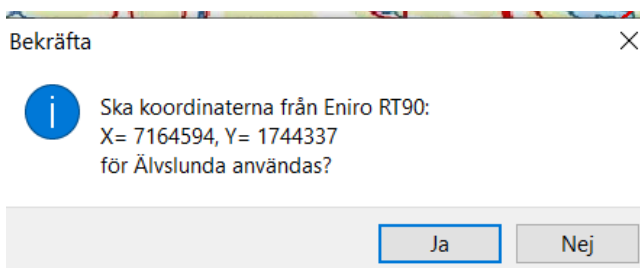 Bekräfta
Ska koordinaterna från Eniro RT90:
X= 7164594, Y= 1744337
för Älvslunda användas?
Ja
Nej